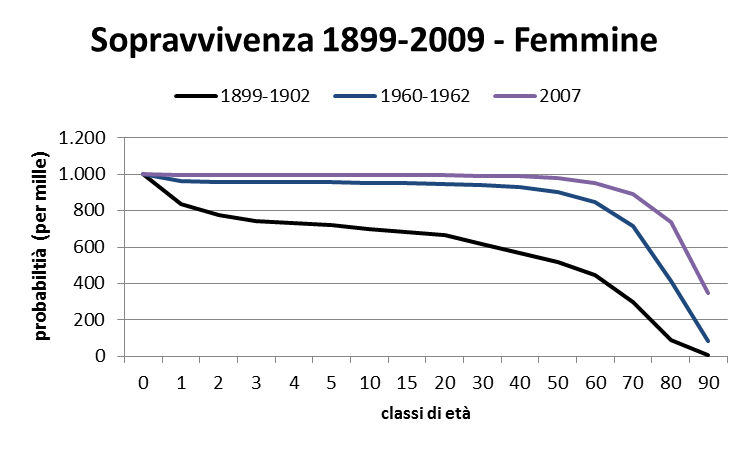 Sopravvivenza 1899-2009 - Femmine
1899-1902 1960-1962 2007
probabiltià (per mille)
1.200
1.000
800
600
400
200
0
0 1 2 3 4 5 10 15 20 30 40 50 60 70 80 90
classi di età